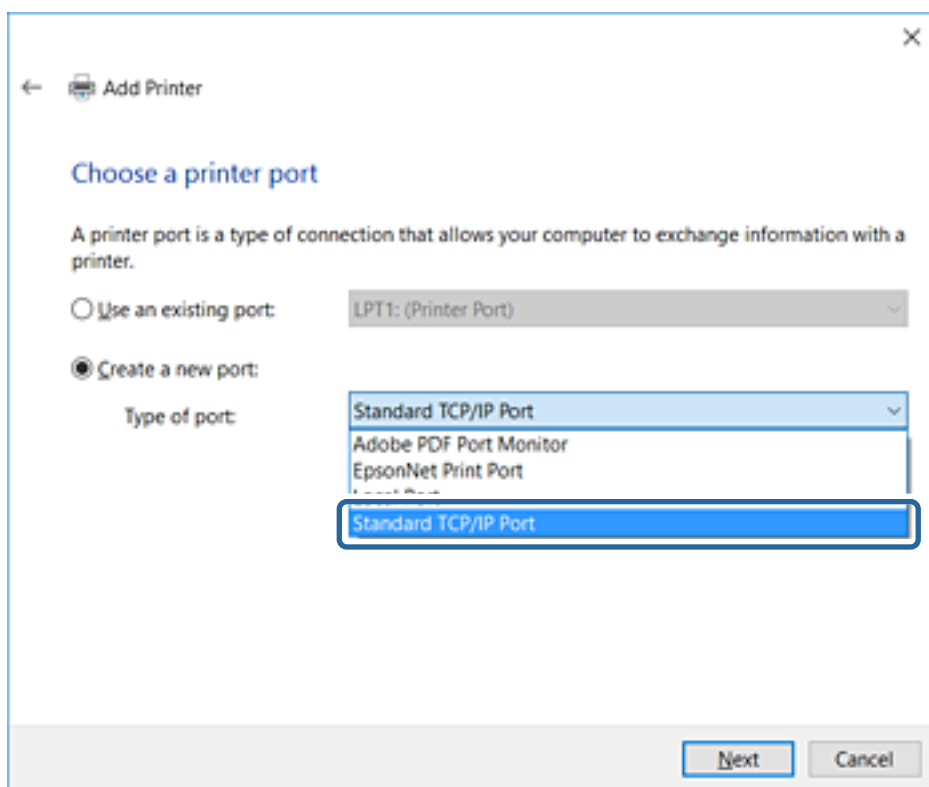 Add Printer
Choose a printer port
A printer port is a type of connection that allows your computer to exchange information with a
printer.
Use an existing port:
LPT1: (Printer Port)
Create a new port:
Type of port:
Standard TCP/IP Port
Adobe PDF Port Monitor
EpsonNet Print Port
Local Port
Standard TCP/IP Port
Next
Cancel